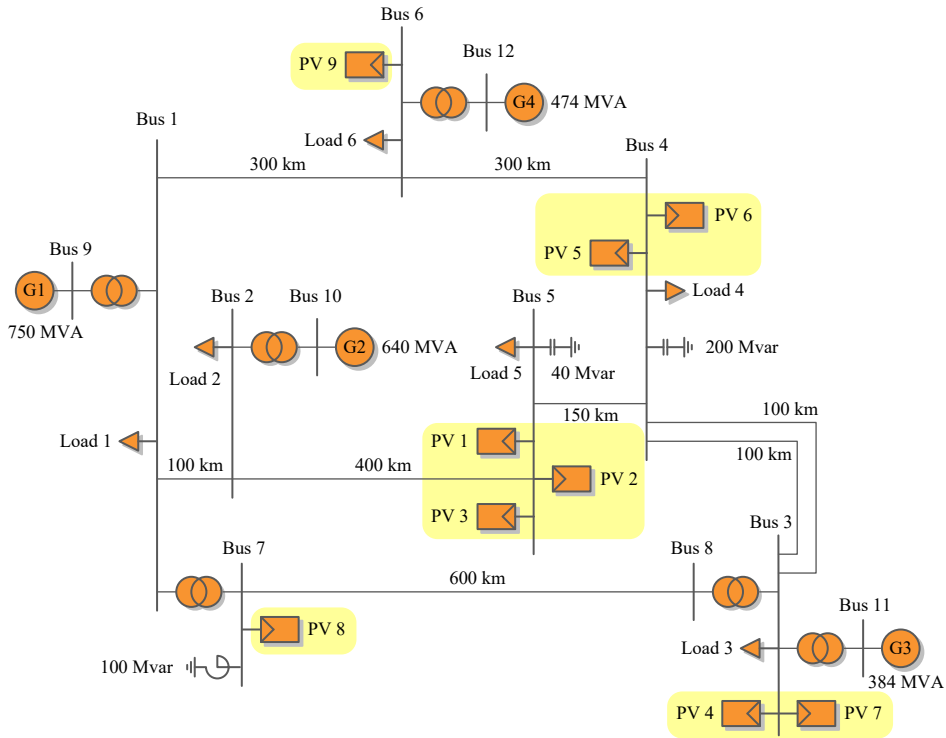 Bus 6
PV 9
Bus 12
G4
474 MVA
Bus 1
Load 6
Bus 4
300 km
300 km
PV 6
PV 5
Bus 9
G1
750 MVA
Load 4
Bus 2
Bus 10
Bus 5
G2
640 MVA
Load 2
Load 5
40 Mvar
200 Mvar
150 km
100 km
100 km
Load 1
PV 1
100 km
400 km
PV 2
PV 3
Bus 7
Bus 8
Bus 3
600 km
Bus 11
PV 8
Load 3
G3
100 Mvar
384 MVA
PV 4
PV 7